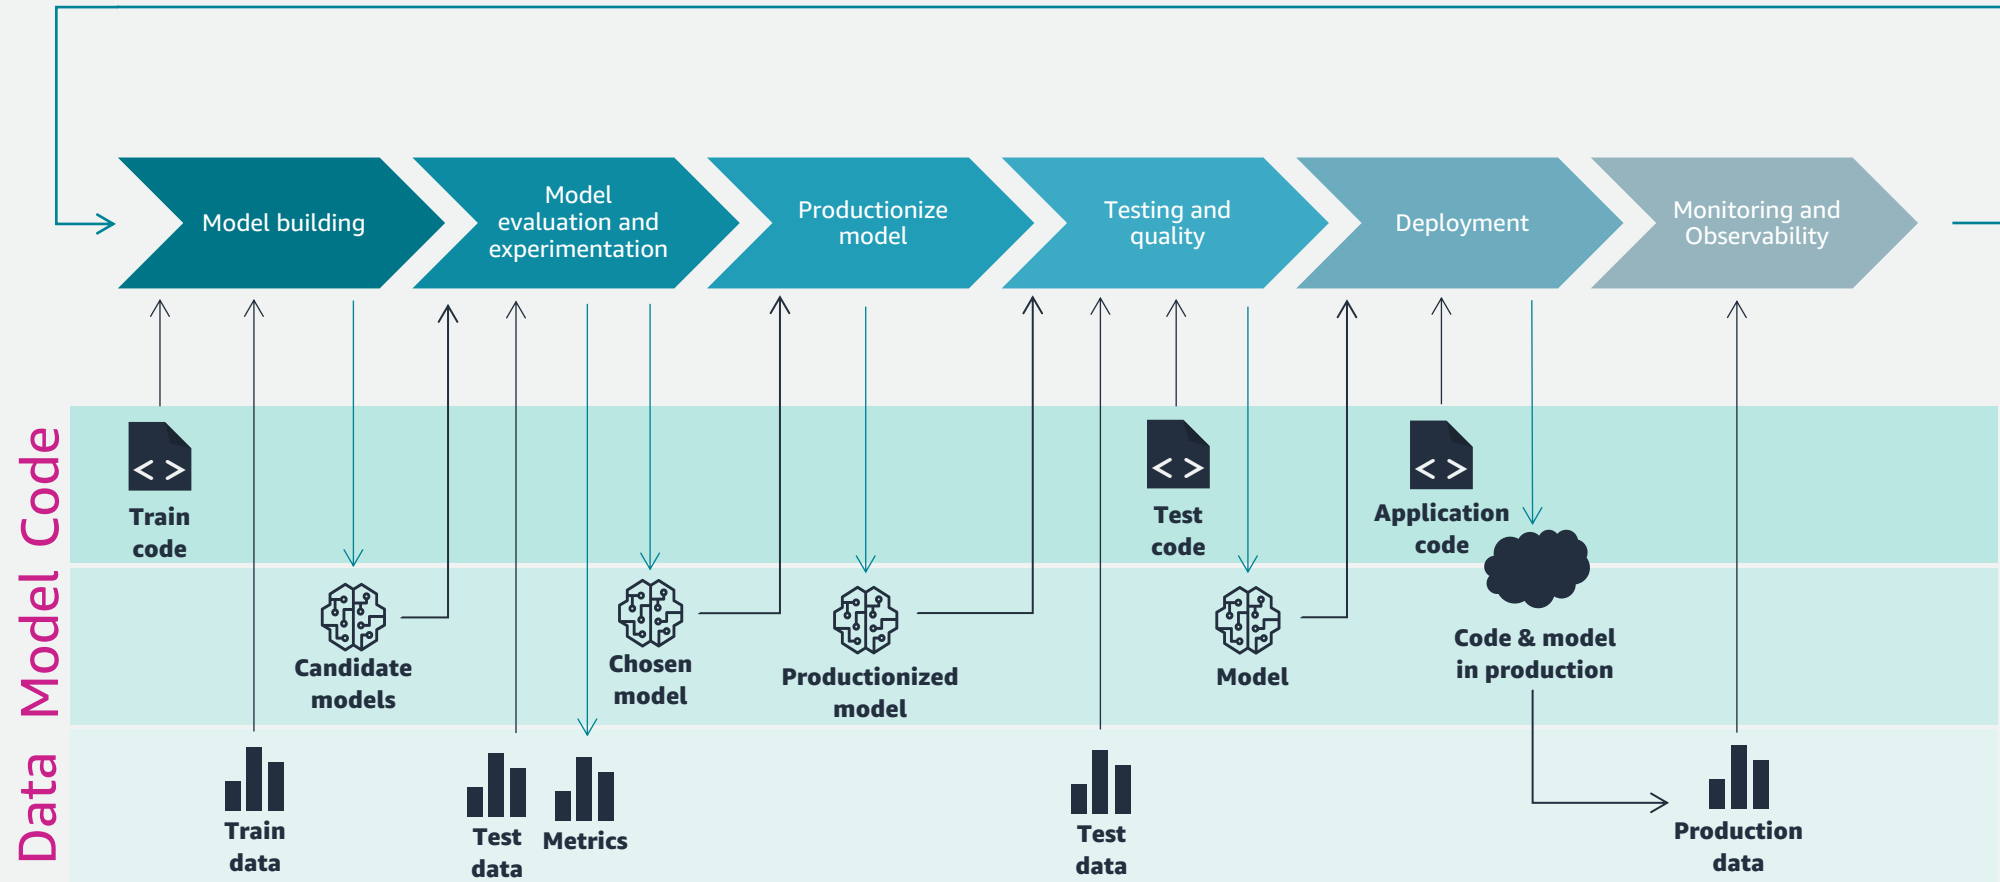 Model building
Model
evaluation and
experimentation
Productionize
model
Testing and
quality
Deployment
Monitoring and
Observability
Code
Train
code
Test
code
Application
code
Model
Candidate
models
Chosen
model
Productionized
model
Model
Code & model
in production
Data
Train
data
Test
data
Metrics
Test
data
Production
data